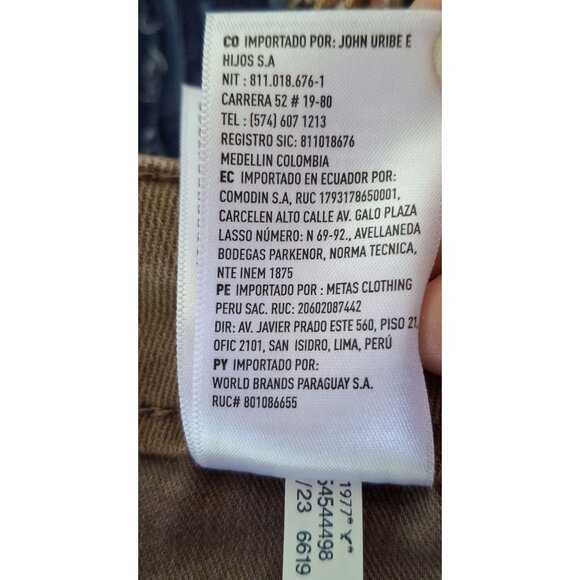 CO IMPORTADO POR: JOHN URIBE E
HIJOS S.A
NIT : 811.018.676-1
CARRERA 52 # 19-80
TEL : (574) 607 1213
REGISTRO SIC: 811018676
MEDELLIN COLOMBIA
EC IMPORTADO EN ECUADOR POR:
COMODIN S.A, RUC 1793178650001,
CARCELEN ALTO CALLE AV. GALO PLAZA
LASSO NÚMERO: N 69-92., AVELLANEDA
BODEGAS PARKENOR, NORMA TECNICA,
NTE INEM 1875
PE IMPORTADO POR : METAS CLOTHING
PERU SAC. RUC: 20602087442
DIR: AV. JAVIER PRADO ESTE 560, PISO 21,
OFIC 2101, SAN ISIDRO, LIMA, PERÚ
PY IMPORTADO POR:
WORLD BRANDS PARAGUAY S.A.
RUC# 801086655
1977* Y*
54544498
/23 6619